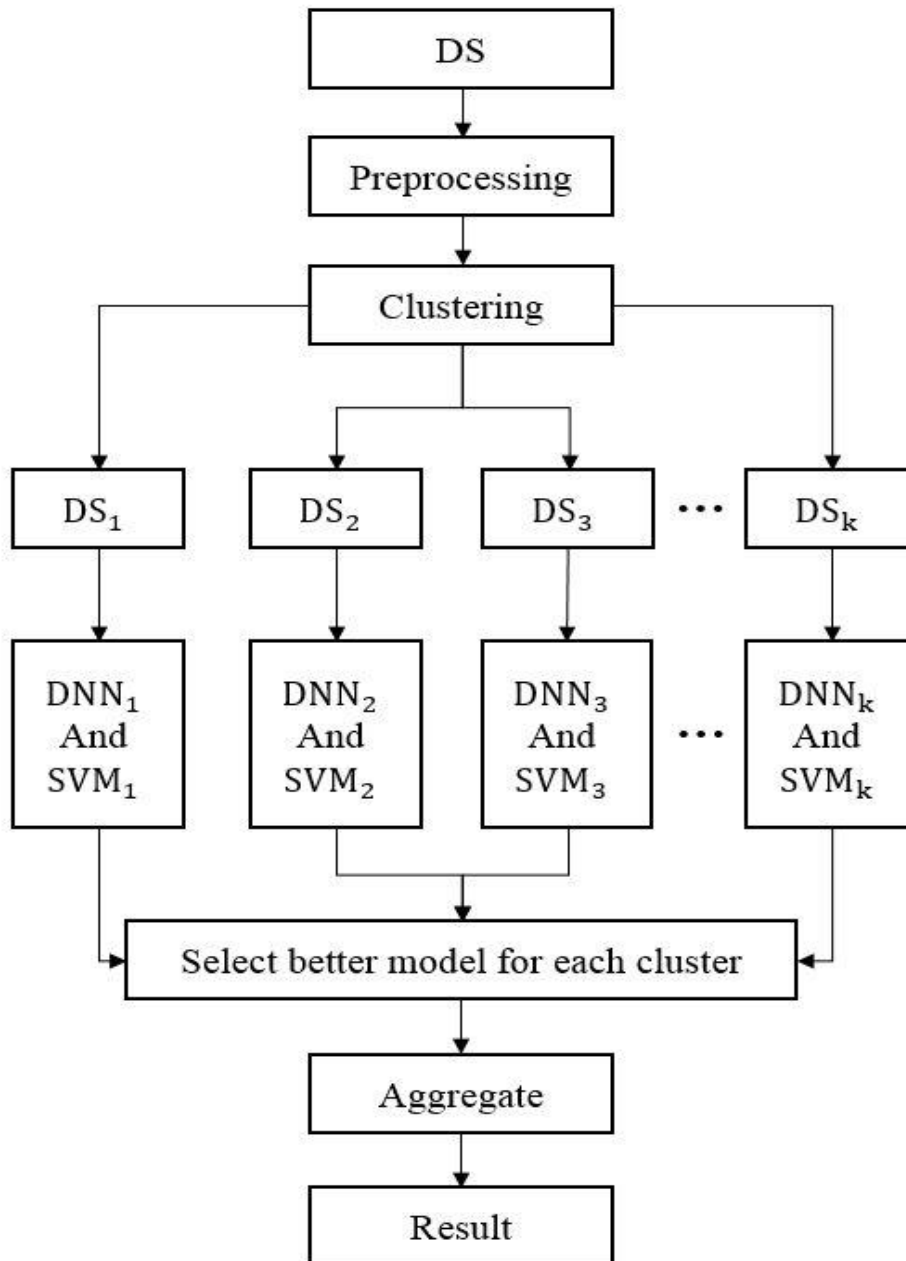 DS
Preprocessing
Clustering
DS₁ DS₂ DS₃ ... DSₖ
DNN₁ DNN₂ DNN₃ DNNₖ
And And And ... And
SVM₁ SVM₂ SVM₃ SVMₖ
Select better model for each cluster
Aggregate
Result